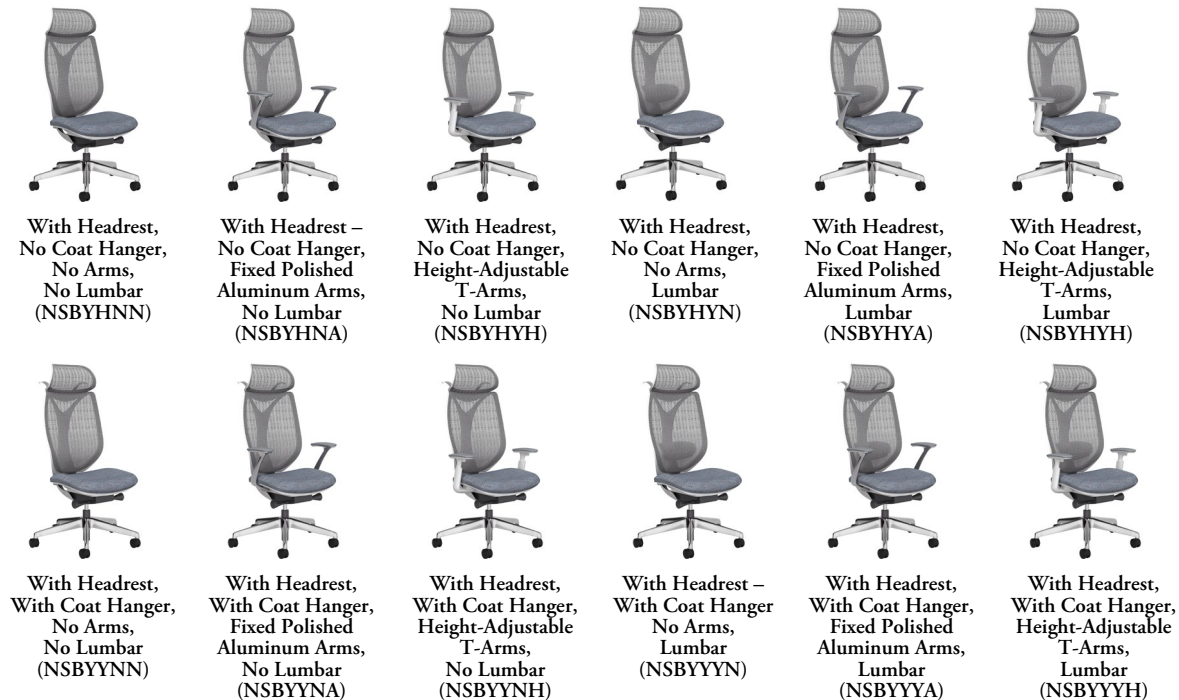 With Headrest,
No Coat Hanger,
No Arms,
No Lumbar
(NSBYHNN)
With Headrest –
No Coat Hanger,
Fixed Polished
Aluminum Arms,
No Lumbar
(NSBYHNA)
With Headrest,
No Coat Hanger,
Height-Adjustable
T-Arms,
No Lumbar
(NSBYHYH)
With Headrest,
No Coat Hanger,
No Arms,
Lumbar
(NSBYHYN)
With Headrest,
No Coat Hanger,
Fixed Polished
Aluminum Arms,
Lumbar
(NSBYHYA)
With Headrest,
No Coat Hanger,
Height-Adjustable
T-Arms,
Lumbar
(NSBYHYH)
With Headrest,
With Coat Hanger,
No Arms,
No Lumbar
(NSBYYNN)
With Headrest,
With Coat Hanger,
Fixed Polished
Aluminum Arms,
No Lumbar
(NSBYYNA)
With Headrest,
With Coat Hanger,
Height-Adjustable
T-Arms,
No Lumbar
(NSBYYNH)
With Headrest –
With Coat Hanger
No Arms,
Lumbar
(NSBYYYN)
With Headrest,
With Coat Hanger,
Fixed Polished
Aluminum Arms,
Lumbar
(NSBYYYA)
With Headrest,
With Coat Hanger,
Height-Adjustable
T-Arms,
Lumbar
(NSBYYYH)